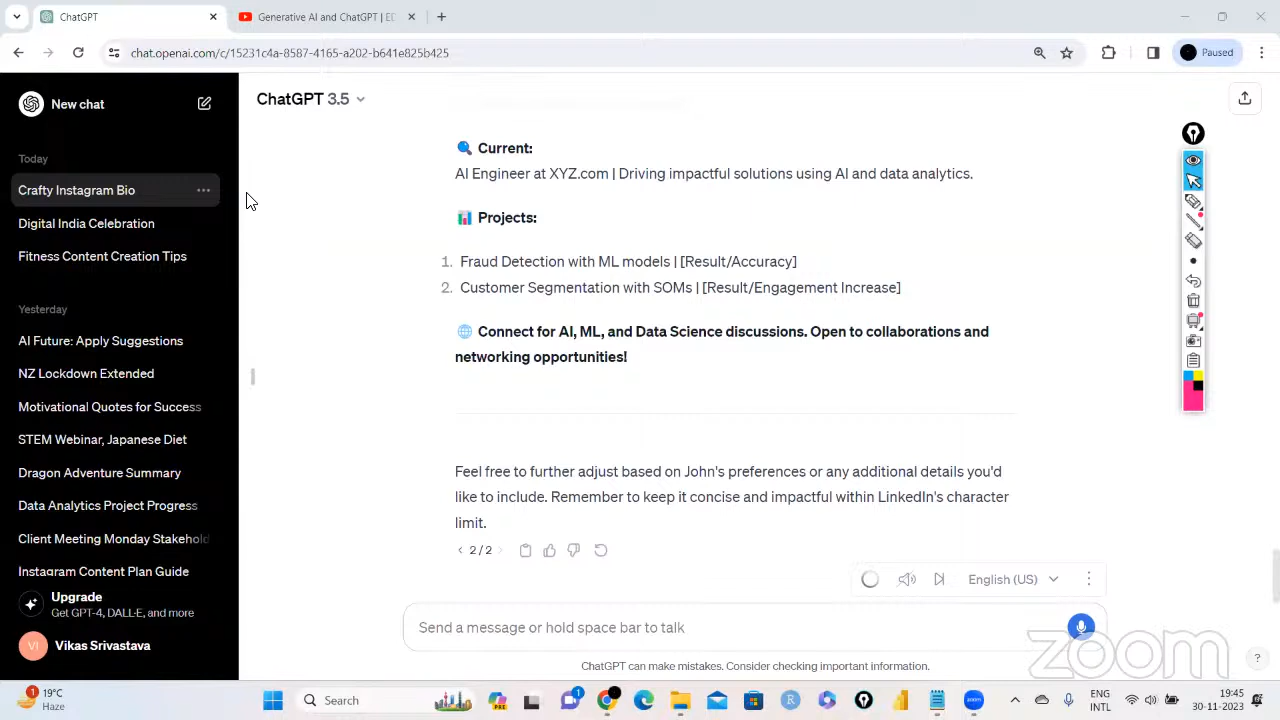 ChatGPT
Generative AI and ChatGPT | ED
chat.openai.com/c/15231c4a-8587-4165-a202-b641e825b425
Paused
New chat
ChatGPT 3.5
Today
Crafty Instagram Bio
Digital India Celebration
Fitness Content Creation Tips
Yesterday
AI Future: Apply Suggestions
NZ Lockdown Extended
Motivational Quotes for Success
STEM Webinar, Japanese Diet
Dragon Adventure Summary
Data Analytics Project Progress
Client Meeting Monday Stakehold
Instagram Content Plan Guide
Upgrade
Get GPT-4, DALL·E, and more
VI
Vikas Srivastava
Current:
AI Engineer at XYZ.com | Driving impactful solutions using AI and data analytics.
Projects:
1. Fraud Detection with ML models | [Result/Accuracy]
2. Customer Segmentation with SOMs | [Result/Engagement Increase]
Connect for AI, ML, and Data Science discussions. Open to collaborations and
networking opportunities!
Feel free to further adjust based on John's preferences or any additional details you'd
like to include. Remember to keep it concise and impactful within LinkedIn's character
limit.
2 / 2
English (US)
Send a message or hold space bar to talk
ChatGPT can make mistakes. Consider checking important information.
zoom
?
1
19°C
Haze
Search
PRE
1
R
zoom
ENG
INTL
19:45
30-11-2023